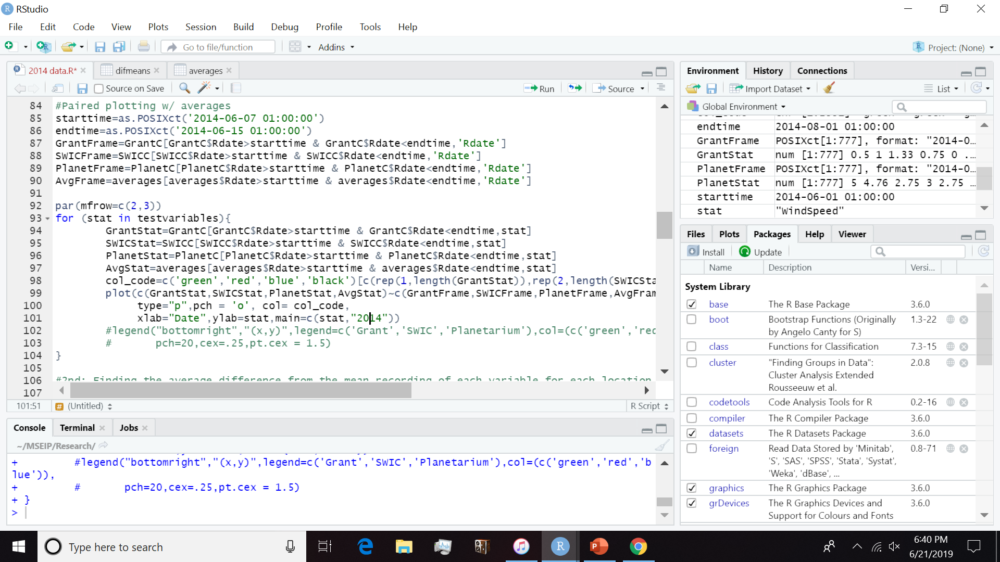 RStudio
File Edit Code View Plots Session Build Debug Profile Tools Help
Go to file/function Addins Project: (None)
2014 data.R* difmeans averages
Source on Save Run Source
84 #Paired plotting w/ averages
85 starttime=as.POSIXct('2014-06-07 01:00:00')
86 endtime=as.POSIXct('2014-06-15 01:00:00')
87 GrantFrame=GrantC[GrantC$Rdate>starttime & GrantC$Rdate<endtime,'Rdate']
88 SWICFrame=SWICC[SWICC$Rdate>starttime & SWICC$Rdate<endtime,'Rdate']
89 PlanetFrame=PlanetC[PlanetC$Rdate>starttime & PlanetC$Rdate<endtime,'Rdate']
90 AvgFrame=averages[averages$Rdate>starttime & averages$Rdate<endtime,'Rdate']
91
92 par(mfrow=c(2,3))
93 for (stat in testvariables){
94 GrantStat=GrantC[GrantC$Rdate>starttime & GrantC$Rdate<endtime,stat]
95 SWICStat=SWICC[SWICC$Rdate>starttime & SWICC$Rdate<endtime,stat]
96 PlanetStat=PlanetC[PlanetC$Rdate>starttime & PlanetC$Rdate<endtime,stat]
97 AvgStat=averages[averages$Rdate>starttime & averages$Rdate<endtime,stat]
98 col_code=c('green','red','blue','black')[c(rep(1,length(GrantStat)),rep(2,length(SWICSta
99 plot(c(GrantStat,SWICStat,PlanetStat,AvgStat)~c(GrantFrame,SWICFrame,PlanetFrame,AvgFram
100 type="p",pch = 'o', col= col_code,
101 xlab="Date",ylab=stat,main=c(stat,"2014"))
102 #legend("bottomright","(x,y)",legend=c('Grant','SWIC','Planetarium'),col=(c('green','red
103 # pch=20,cex=.25,pt.cex = 1.5)
104 }
105
106 #2nd: Finding the average difference from the mean recording of each variable for each location
107
101:51 # (Untitled) R Script
Console Terminal Jobs
~/MSEIP/Research/
+ #legend("bottomright","(x,y)",legend=c('Grant','SWIC','Planetarium'),col=(c('green','red','b
lue')),
+ # pch=20,cex=.25,pt.cex = 1.5)
+ }
>
Environment History Connections
Import Dataset List
Global Environment
endtime 2014-08-01 01:00:00
GrantFrame POSIXct[1:777], format: "2014-0...
GrantStat num [1:777] 0.5 1 1.33 0.75 0 ...
PlanetFrame POSIXct[1:777], format: "2014-0...
PlanetStat num [1:777] 5 4.76 2.75 3 2.75 ...
starttime 2014-06-01 01:00:00
stat "WindSpeed"
Files Plots Packages Help Viewer
Install Update
Name Description Versi...
System Library
base The R Base Package 3.6.0
boot Bootstrap Functions (Originally 1.3-22
by Angelo Canty for S)
class Functions for Classification 7.3-15
cluster "Finding Groups in Data": 2.0.8
Cluster Analysis Extended
Rousseeuw et al.
codetools Code Analysis Tools for R 0.2-16
compiler The R Compiler Package 3.6.0
datasets The R Datasets Package 3.6.0
foreign Read Data Stored by 'Minitab', 0.8-71
'S', 'SAS', 'SPSS', 'Stata', 'Systat',
'Weka', 'dBase', ...
graphics The R Graphics Package 3.6.0
grDevices The R Graphics Devices and 3.6.0
Support for Colours and Fonts
Type here to search
6:40 PM
6/21/2019